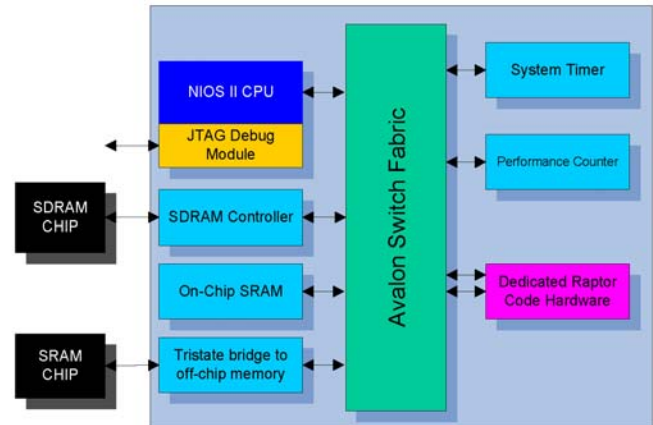 NIOS II CPU
JTAG Debug
Module
SDRAM
CHIP
SDRAM Controller
On-Chip SRAM
SRAM
CHIP
Tristate bridge to
off-chip memory
Avalon Switch Fabric
System Timer
Performance Counter
Dedicated Raptor
Code Hardware